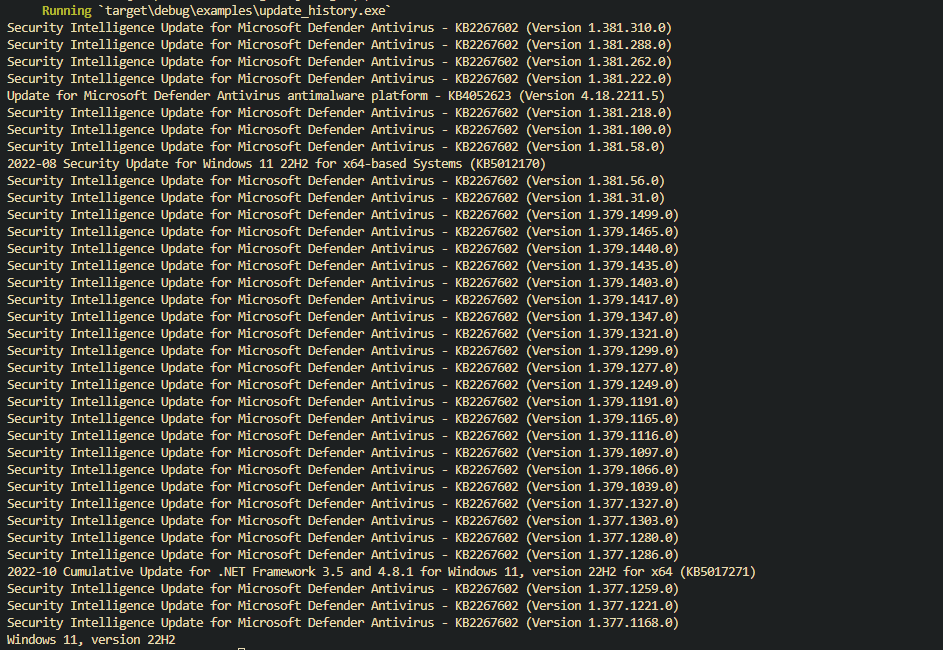 Running `target\debug\examples\update_history.exe`
Security Intelligence Update for Microsoft Defender Antivirus - KB2267602 (Version 1.381.310.0)
Security Intelligence Update for Microsoft Defender Antivirus - KB2267602 (Version 1.381.288.0)
Security Intelligence Update for Microsoft Defender Antivirus - KB2267602 (Version 1.381.262.0)
Security Intelligence Update for Microsoft Defender Antivirus - KB2267602 (Version 1.381.222.0)
Update for Microsoft Defender Antivirus antimalware platform - KB4052623 (Version 4.18.2211.5)
Security Intelligence Update for Microsoft Defender Antivirus - KB2267602 (Version 1.381.218.0)
Security Intelligence Update for Microsoft Defender Antivirus - KB2267602 (Version 1.381.100.0)
Security Intelligence Update for Microsoft Defender Antivirus - KB2267602 (Version 1.381.58.0)
2022-08 Security Update for Windows 11 22H2 for x64-based Systems (KB5012170)
Security Intelligence Update for Microsoft Defender Antivirus - KB2267602 (Version 1.381.56.0)
Security Intelligence Update for Microsoft Defender Antivirus - KB2267602 (Version 1.381.31.0)
Security Intelligence Update for Microsoft Defender Antivirus - KB2267602 (Version 1.379.1499.0)
Security Intelligence Update for Microsoft Defender Antivirus - KB2267602 (Version 1.379.1465.0)
Security Intelligence Update for Microsoft Defender Antivirus - KB2267602 (Version 1.379.1440.0)
Security Intelligence Update for Microsoft Defender Antivirus - KB2267602 (Version 1.379.1435.0)
Security Intelligence Update for Microsoft Defender Antivirus - KB2267602 (Version 1.379.1403.0)
Security Intelligence Update for Microsoft Defender Antivirus - KB2267602 (Version 1.379.1417.0)
Security Intelligence Update for Microsoft Defender Antivirus - KB2267602 (Version 1.379.1347.0)
Security Intelligence Update for Microsoft Defender Antivirus - KB2267602 (Version 1.379.1321.0)
Security Intelligence Update for Microsoft Defender Antivirus - KB2267602 (Version 1.379.1299.0)
Security Intelligence Update for Microsoft Defender Antivirus - KB2267602 (Version 1.379.1277.0)
Security Intelligence Update for Microsoft Defender Antivirus - KB2267602 (Version 1.379.1249.0)
Security Intelligence Update for Microsoft Defender Antivirus - KB2267602 (Version 1.379.1191.0)
Security Intelligence Update for Microsoft Defender Antivirus - KB2267602 (Version 1.379.1165.0)
Security Intelligence Update for Microsoft Defender Antivirus - KB2267602 (Version 1.379.1116.0)
Security Intelligence Update for Microsoft Defender Antivirus - KB2267602 (Version 1.379.1097.0)
Security Intelligence Update for Microsoft Defender Antivirus - KB2267602 (Version 1.379.1066.0)
Security Intelligence Update for Microsoft Defender Antivirus - KB2267602 (Version 1.379.1039.0)
Security Intelligence Update for Microsoft Defender Antivirus - KB2267602 (Version 1.377.1327.0)
Security Intelligence Update for Microsoft Defender Antivirus - KB2267602 (Version 1.377.1303.0)
Security Intelligence Update for Microsoft Defender Antivirus - KB2267602 (Version 1.377.1280.0)
Security Intelligence Update for Microsoft Defender Antivirus - KB2267602 (Version 1.377.1286.0)
2022-10 Cumulative Update for .NET Framework 3.5 and 4.8.1 for Windows 11, version 22H2 for x64 (KB5017271)
Security Intelligence Update for Microsoft Defender Antivirus - KB2267602 (Version 1.377.1259.0)
Security Intelligence Update for Microsoft Defender Antivirus - KB2267602 (Version 1.377.1221.0)
Security Intelligence Update for Microsoft Defender Antivirus - KB2267602 (Version 1.377.1168.0)
Windows 11, version 22H2